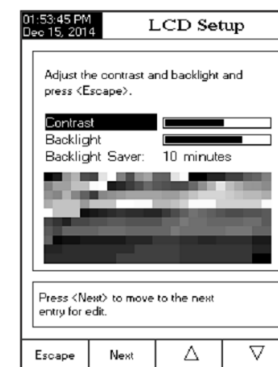 01:53:45 PM
Dec 15, 2014
LCD Setup
Adjust the contrast and backlight and
press <Escape>.
Contrast
Backlight
Backlight Saver: 10 minutes
Press <Next> to move to the next
entry for edit.
Escape
Next
△
▽